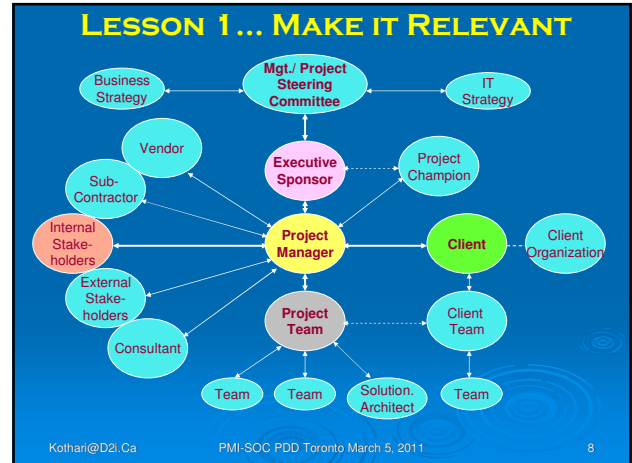 LESSON 1... MAKE IT RELEVANT
Mgt./ Project
Steering
Committee
Business
Strategy
IT
Strategy
Vendor
Executive
Sponsor
Project
Champion
Sub-
Contractor
Internal
Stake-
holders
Project
Manager
Client
Client
Organization
External
Stake-
holders
Project
Team
Client
Team
Consultant
Team
Team
Solution.
Architect
Team
Kothari@D2i.Ca
PMI-SOC PDD Toronto March 5, 2011
8